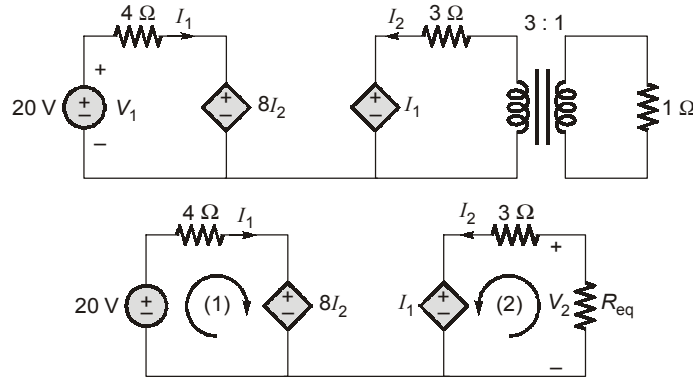 4 Ω I₁ I₂ 3 Ω 3 : 1
+
20 V + − V₁ + − 8I₂ + − I₁ 1 Ω
−
4 Ω I₁ I₂ 3 Ω
+
20 V + − (1) + − 8I₂ I₁ + − (2) V₂ Rₑq
−